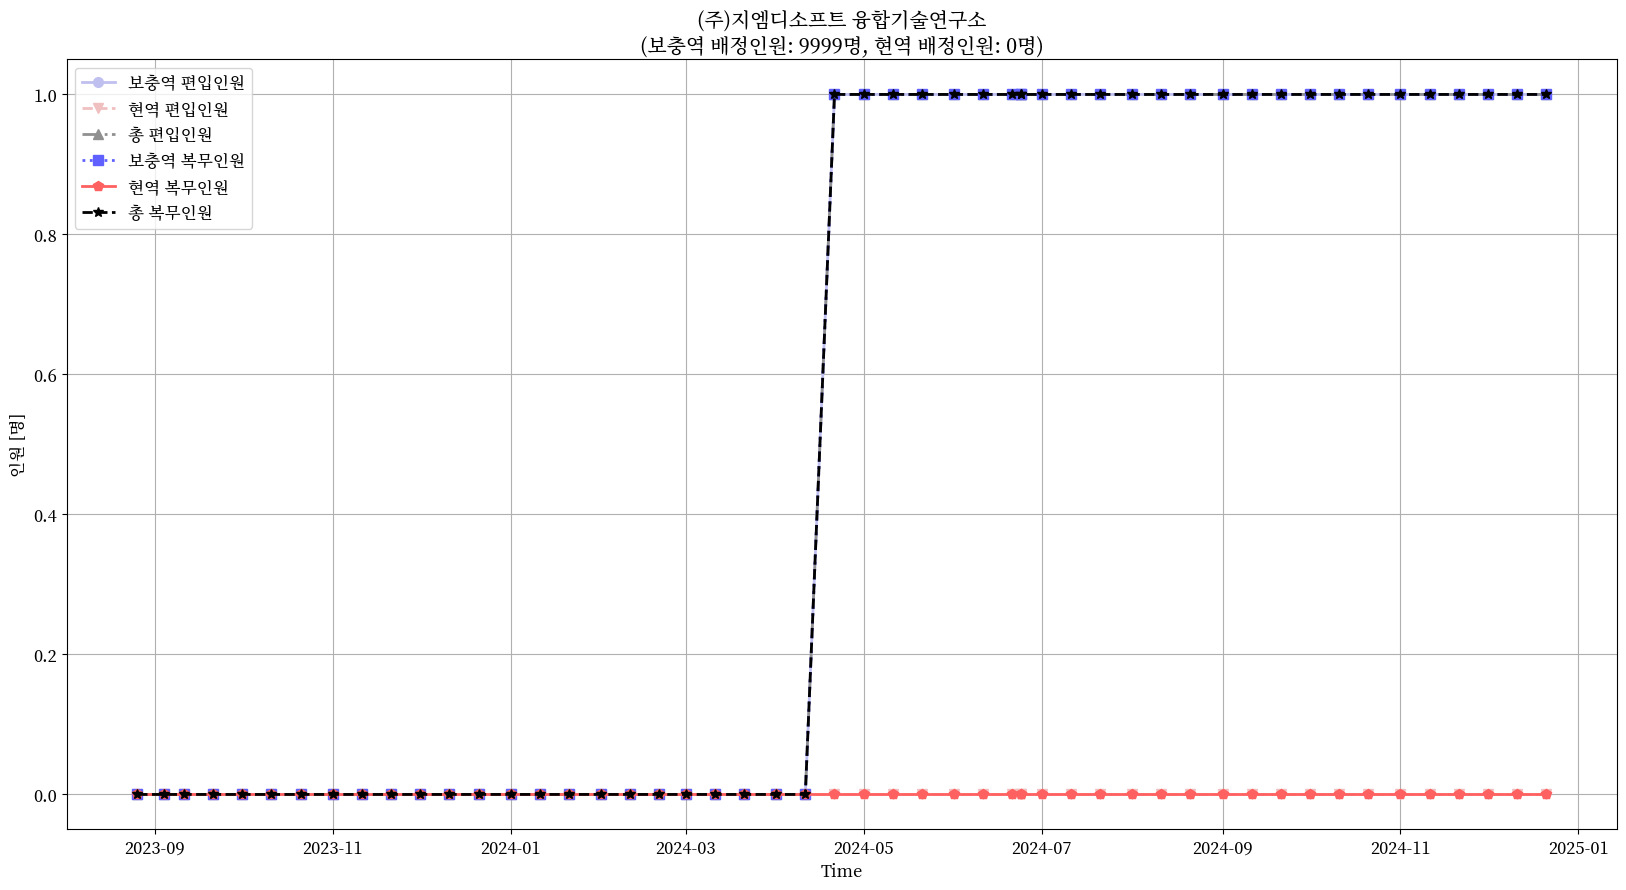 (주)지엠디소프트 융합기술연구소
(보충역 배정인원: 9999명, 현역 배정인원: 0명)
보충역 편입인원
현역 편입인원
총 편입인원
보충역 복무인원
현역 복무인원
총 복무인원
1.0
0.8
0.6
0.4
0.2
0.0
인원 [명]
2023-09
2023-11
2024-01
2024-03
2024-05
2024-07
2024-09
2024-11
2025-01
Time